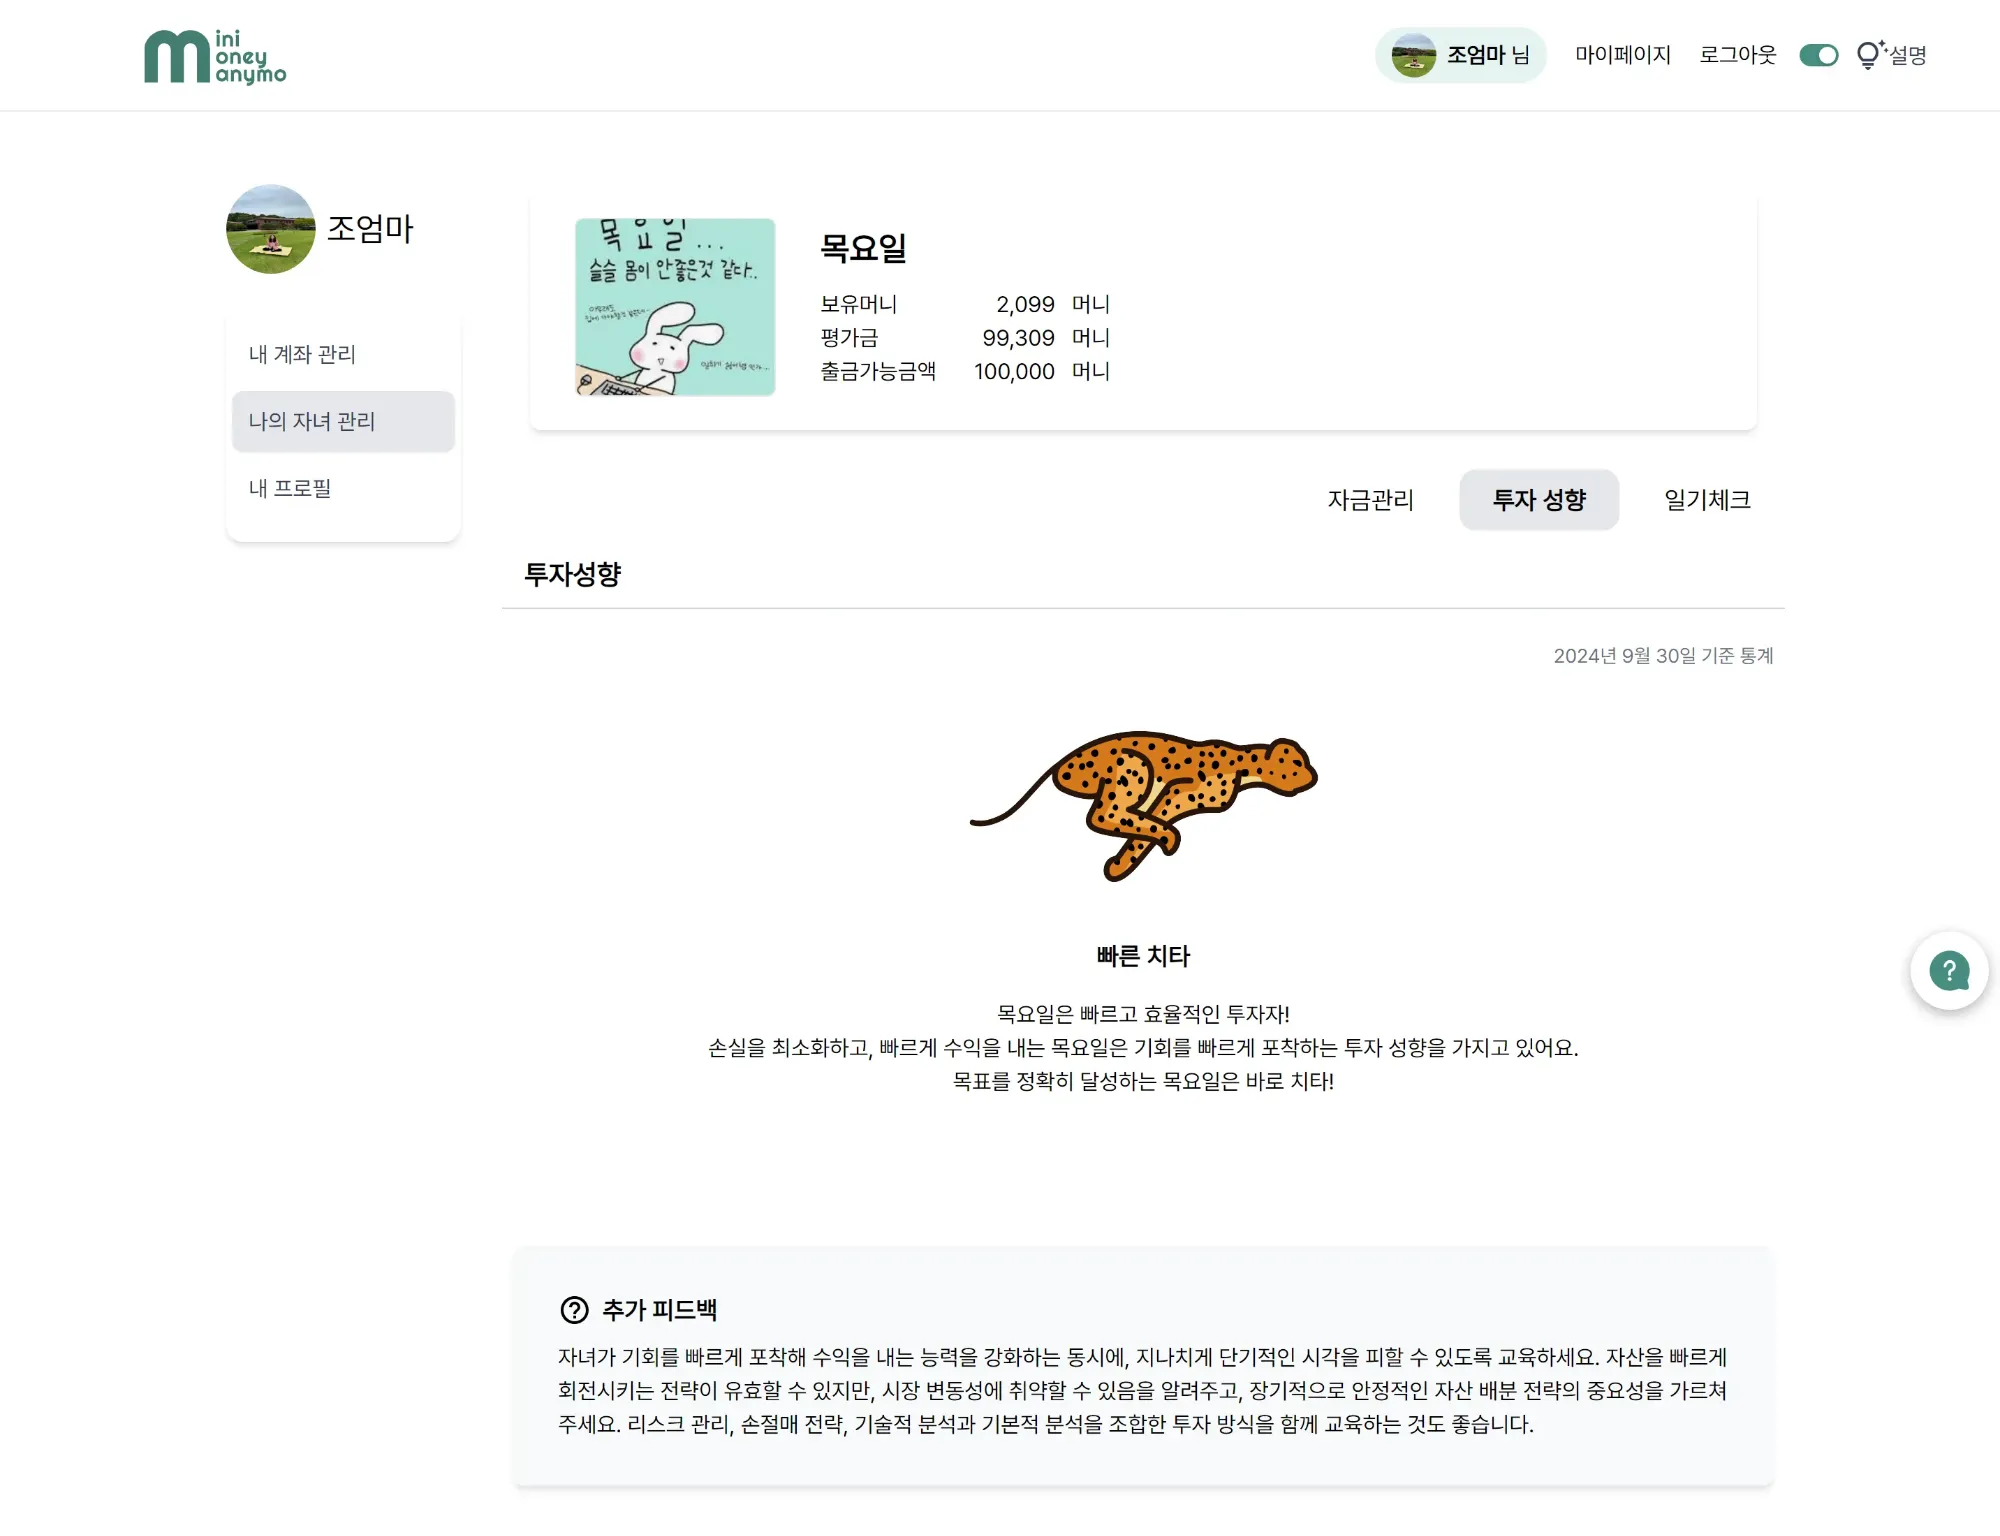 mini
oney
anymo
조엄마 님
마이페이지
로그아웃
설명
조엄마
내 계좌 관리
나의 자녀 관리
내 프로필
목요일...
슬슬 몸이 안좋은것 같다..
목요일
보유머니 2,099 머니
평가금 99,309 머니
출금가능금액 100,000 머니
자금관리
투자 성향
일기체크
투자성향
2024년 9월 30일 기준 통계
빠른 치타
목요일은 빠르고 효율적인 투자자!
손실을 최소화하고, 빠르게 수익을 내는 목요일은 기회를 빠르게 포착하는 투자 성향을 가지고 있어요.
목표를 정확히 달성하는 목요일은 바로 치타!
?
? 추가 피드백
자녀가 기회를 빠르게 포착해 수익을 내는 능력을 강화하는 동시에, 지나치게 단기적인 시각을 피할 수 있도록 교육하세요. 자산을 빠르게
회전시키는 전략이 유효할 수 있지만, 시장 변동성에 취약할 수 있음을 알려주고, 장기적으로 안정적인 자산 배분 전략의 중요성을 가르쳐
주세요. 리스크 관리, 손절매 전략, 기술적 분석과 기본적 분석을 조합한 투자 방식을 함께 교육하는 것도 좋습니다.